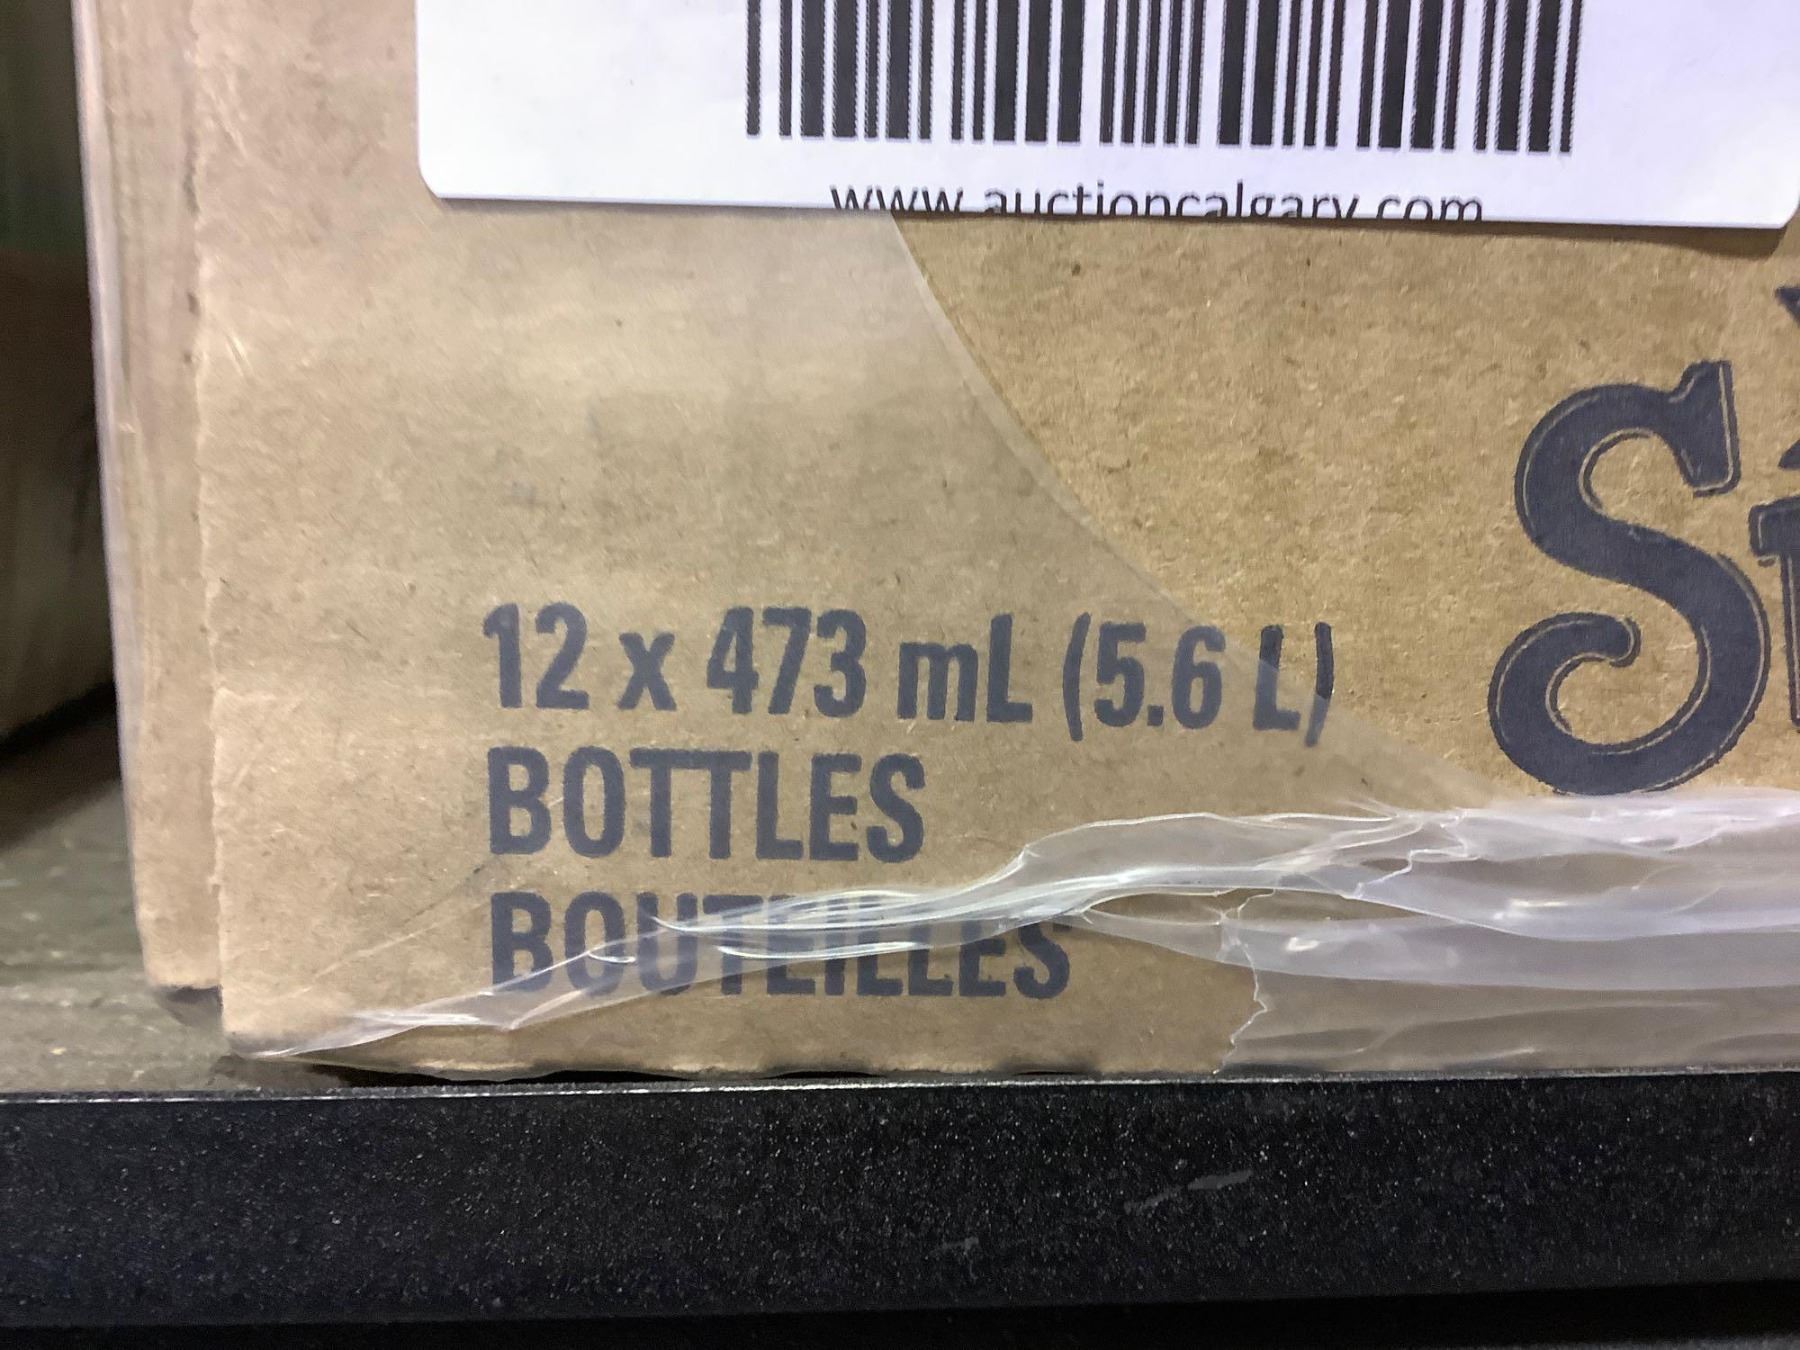 www.auctioncalgary.com
12 x 473 mL (5.6 L)
BOTTLES
BOUTEILLES